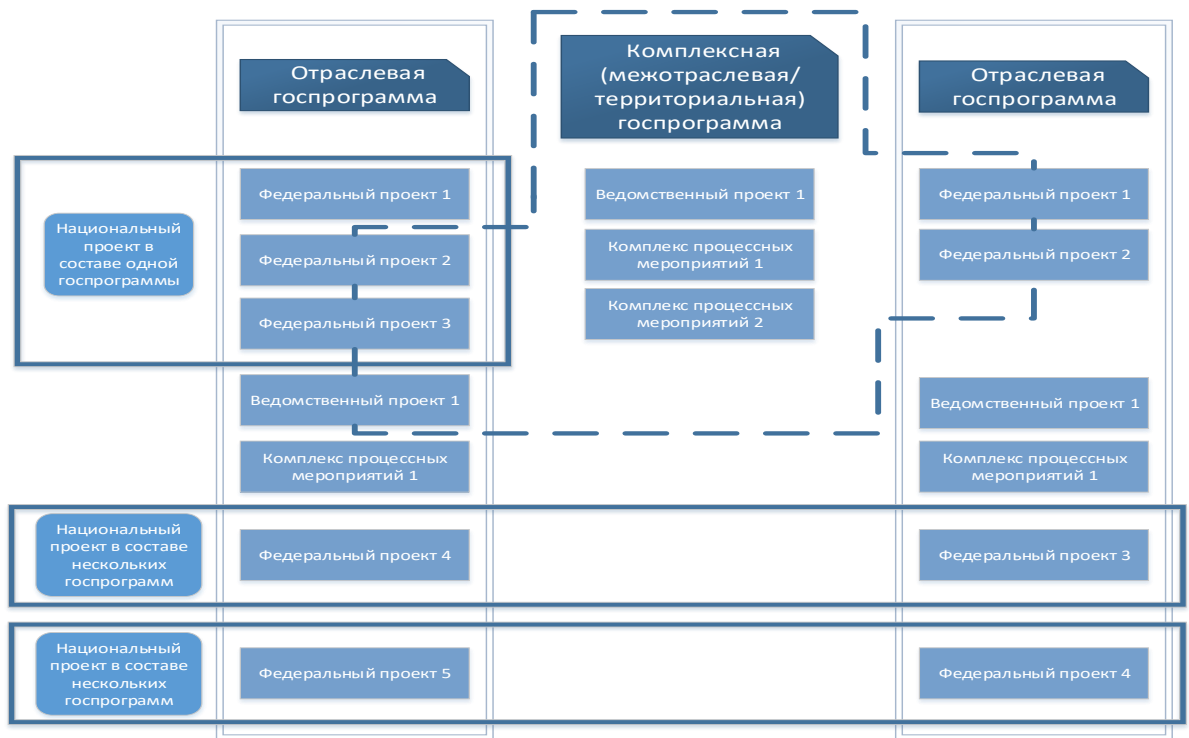 Отраслевая
госпрограмма
Комплексная
(межотраслевая/
территориальная)
госпрограмма
Отраслевая
госпрограмма
Национальный
проект в
составе одной
госпрограммы
Федеральный проект 1
Федеральный проект 2
Федеральный проект 3
Ведомственный проект 1
Комплекс процессных
мероприятий 1
Ведомственный проект 1
Комплекс процессных
мероприятий 1
Комплекс процессных
мероприятий 2
Федеральный проект 1
Федеральный проект 2
Ведомственный проект 1
Комплекс процессных
мероприятий 1
Национальный
проект в составе
нескольких
госпрограмм
Федеральный проект 4
Федеральный проект 3
Национальный
проект в составе
нескольких
госпрограмм
Федеральный проект 5
Федеральный проект 4